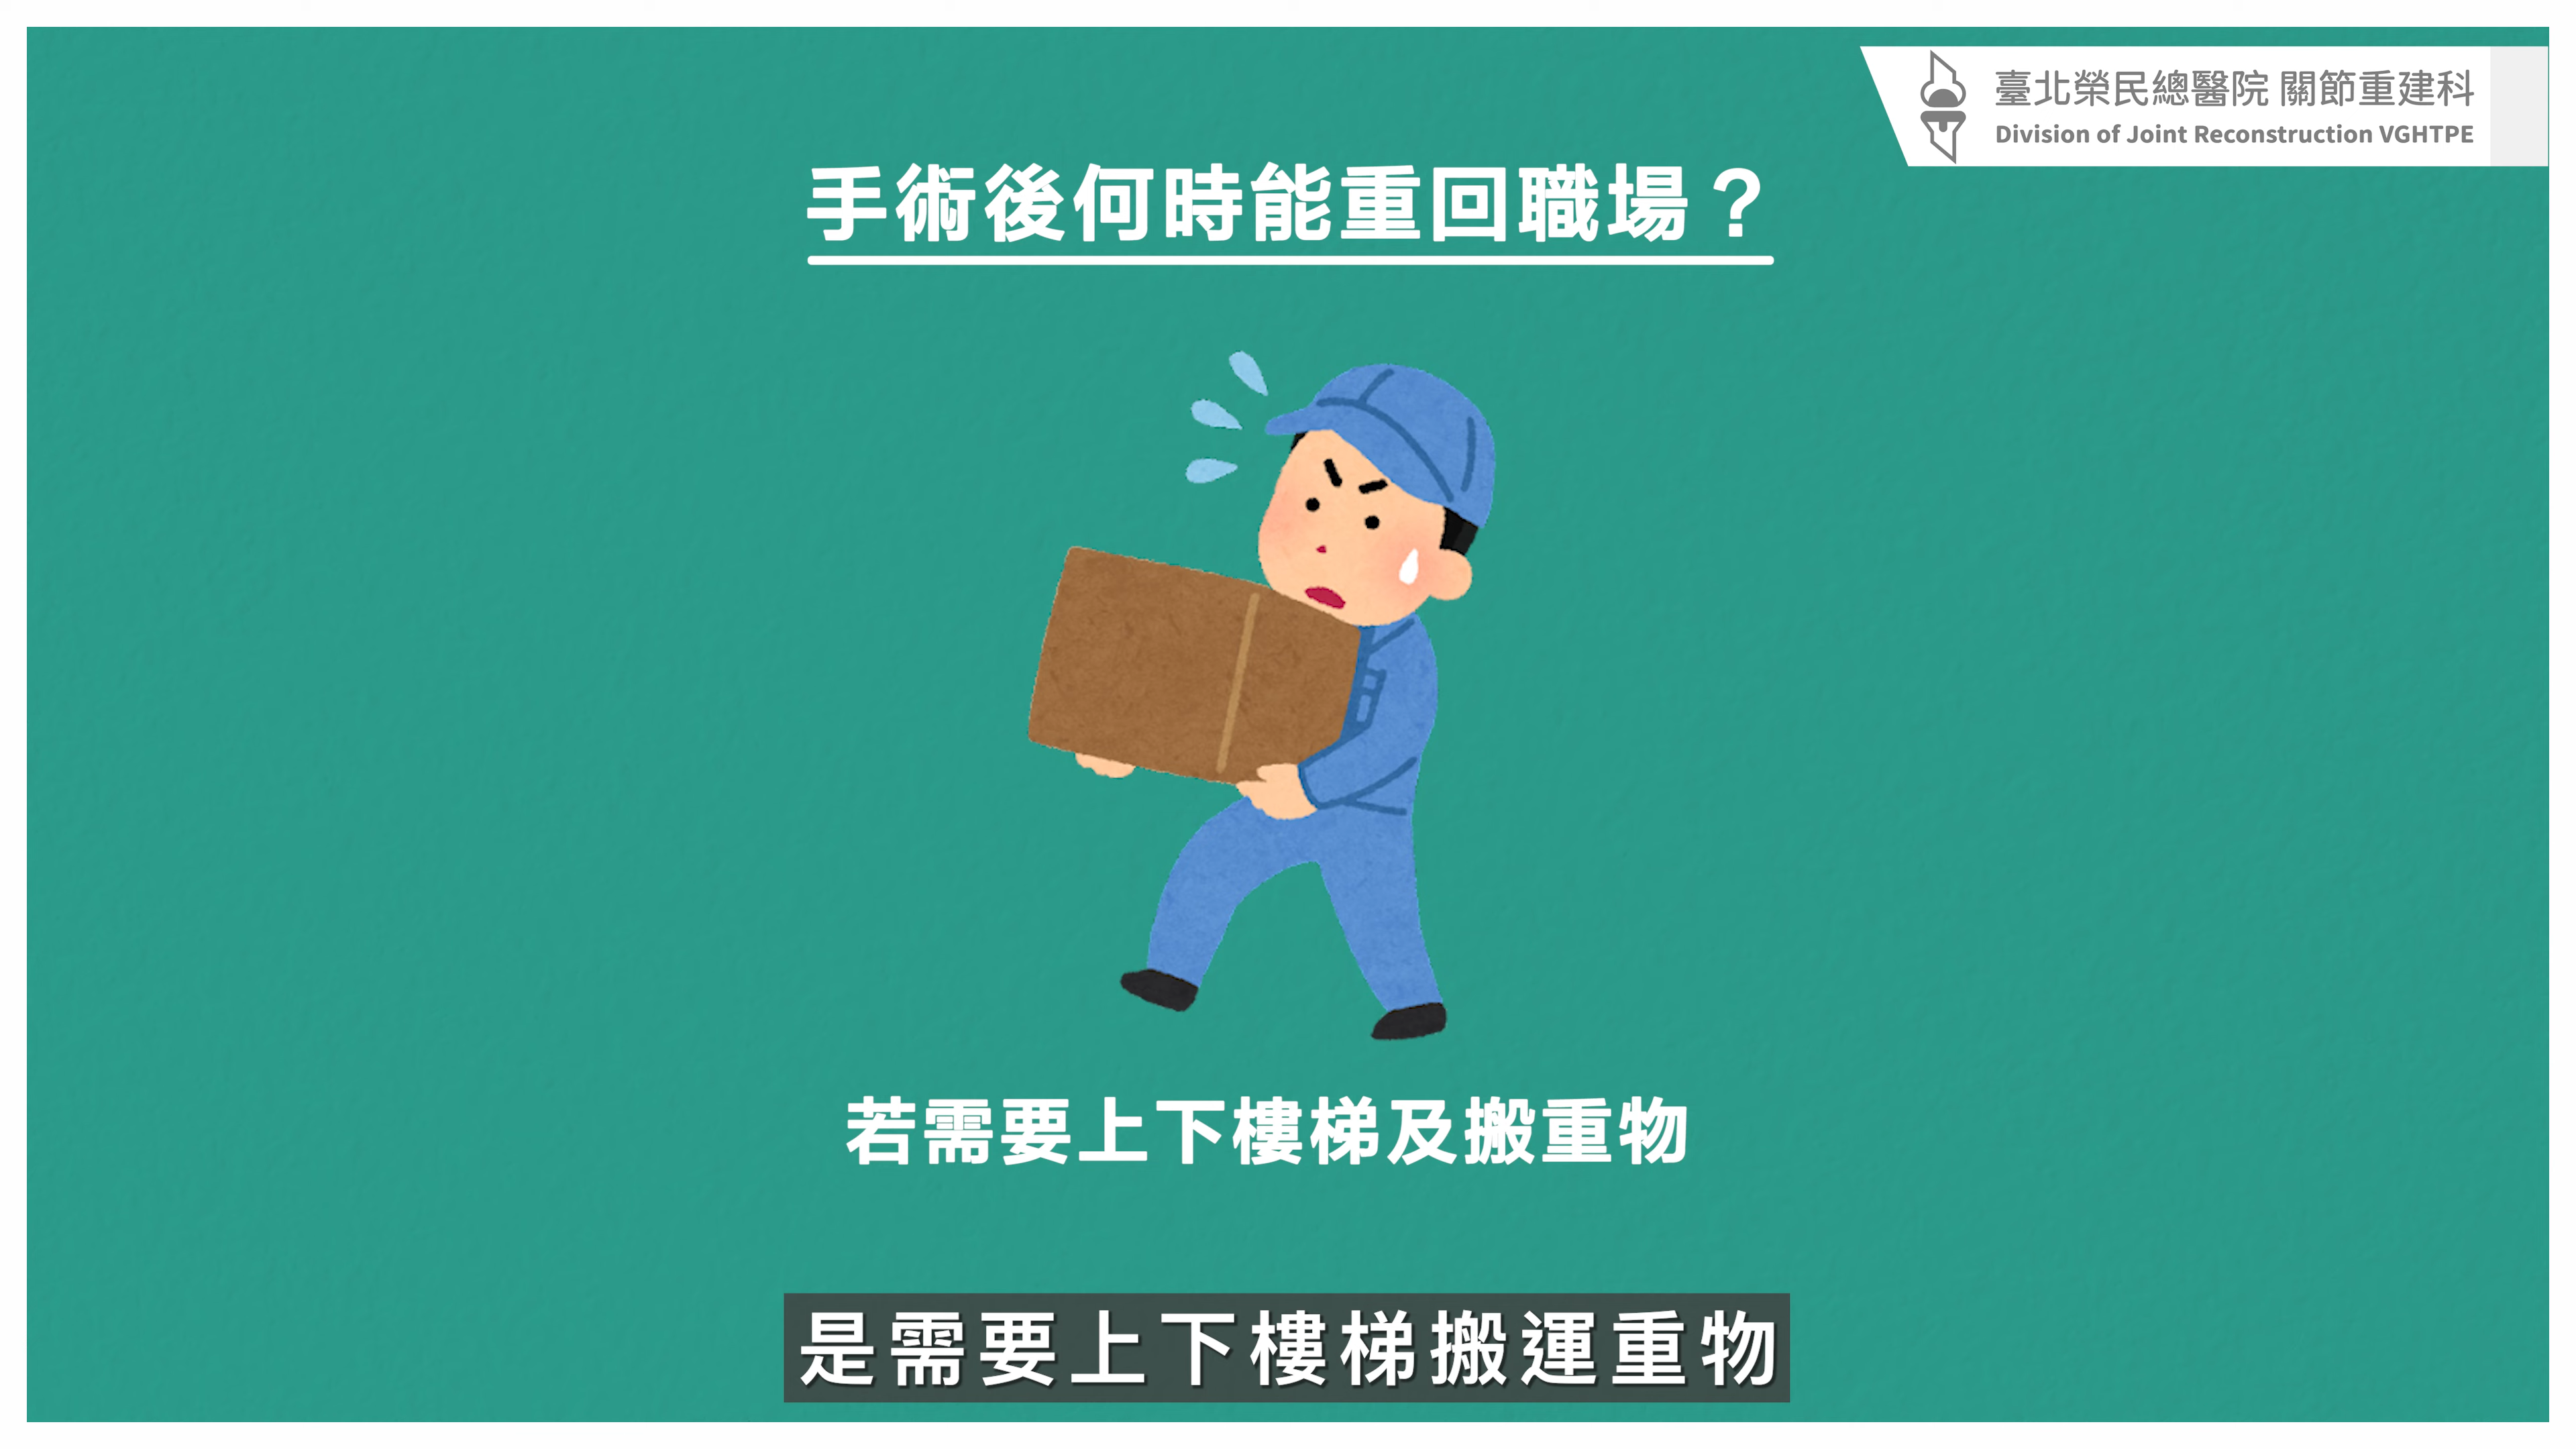 臺北榮民總醫院 關節重建科
Division of Joint Reconstruction VGHTPE
手術後何時能重回職場？
若需要上下樓梯及搬重物
是需要上下樓梯搬運重物